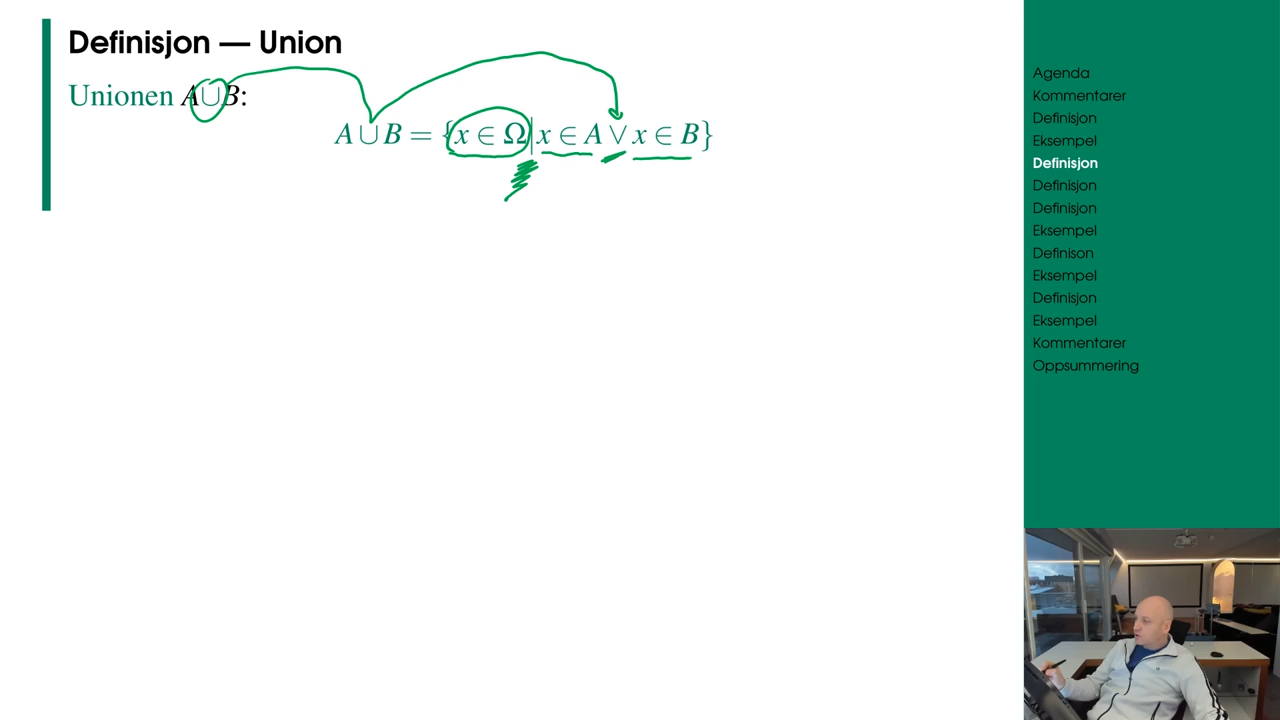 Definisjon — Union
Unionen A∪B:
A ∪ B = {x ∈ Ω | x ∈ A ∨ x ∈ B}
Agenda
Kommentarer
Definisjon
Eksempel
Definisjon
Definisjon
Definisjon
Eksempel
Definison
Eksempel
Definisjon
Eksempel
Kommentarer
Oppsummering